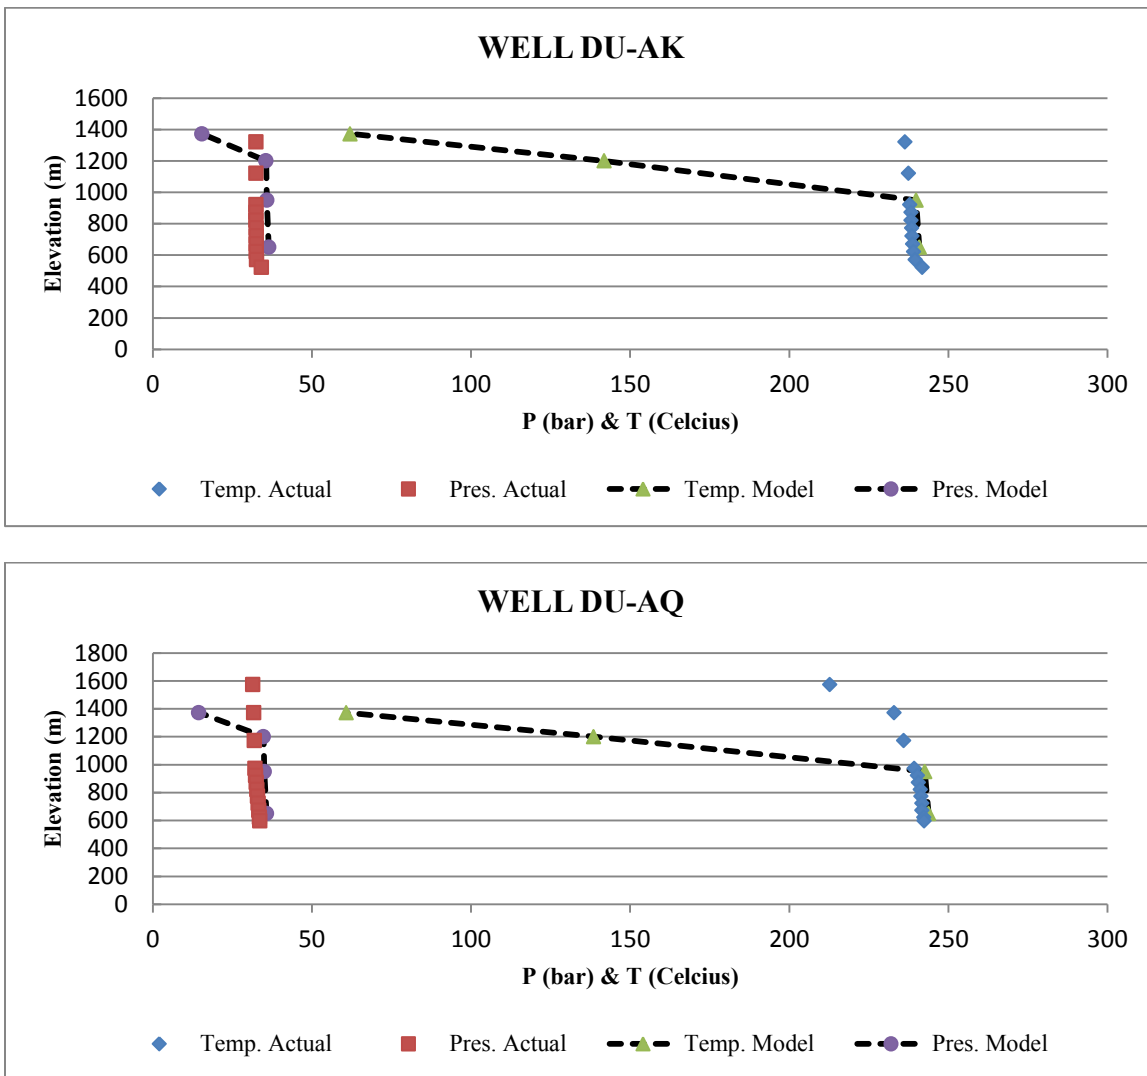 WELL DU-AK
1600
1400
1200
1000
800
600
400
200
0
Elevation (m)
0 50 100 150 200 250 300
P (bar) & T (Celcius)
Temp. Actual Pres. Actual Temp. Model Pres. Model
WELL DU-AQ
1800
1600
1400
1200
1000
800
600
400
200
0
Elevation (m)
0 50 100 150 200 250 300
P (bar) & T (Celcius)
Temp. Actual Pres. Actual Temp. Model Pres. Model